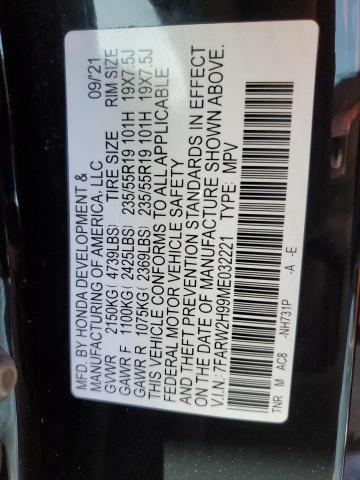 MFD. BY HONDA DEVELOPMENT &
MANUFACTURING OF AMERICA, LLC 09/21
TIRE SIZE RIM SIZE
GVWR 2150KG( 4739LBS)
GAWR F 1100KG( 2425LBS) 235/55R19 101H 19X7.5J
GAWR R 1075KG( 2369LBS) 235/55R19 101H 19X7.5J
THIS VEHICLE CONFORMS TO ALL APPLICABLE
FEDERAL MOTOR VEHICLE SAFETY
AND THEFT PREVENTION STANDARDS IN EFFECT
ON THE DATE OF MANUFACTURE SHOWN ABOVE.
V.I.N.: 7FARW2H99ME032221 TYPE: MPV
TNR M AC8 -NH731P -A -E